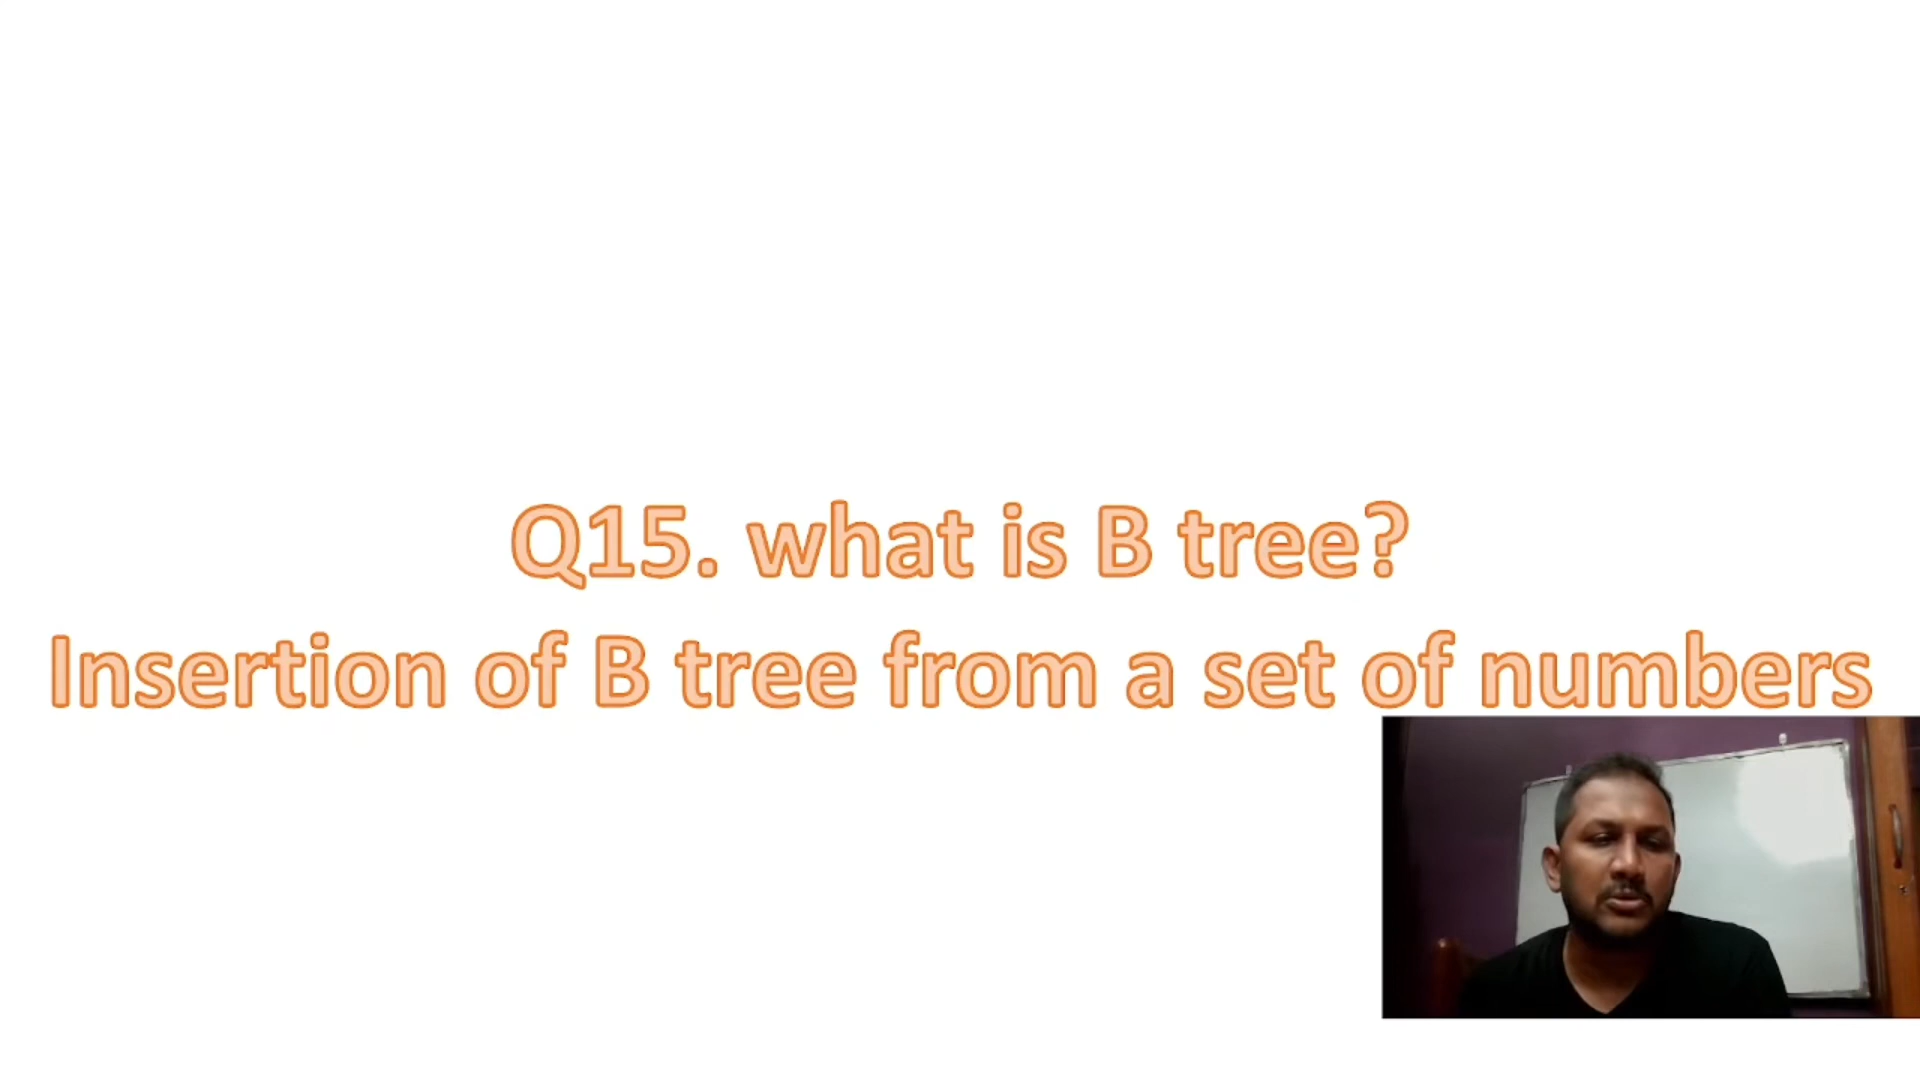 Q15. what is B tree?
Insertion of B tree from a set of numbers